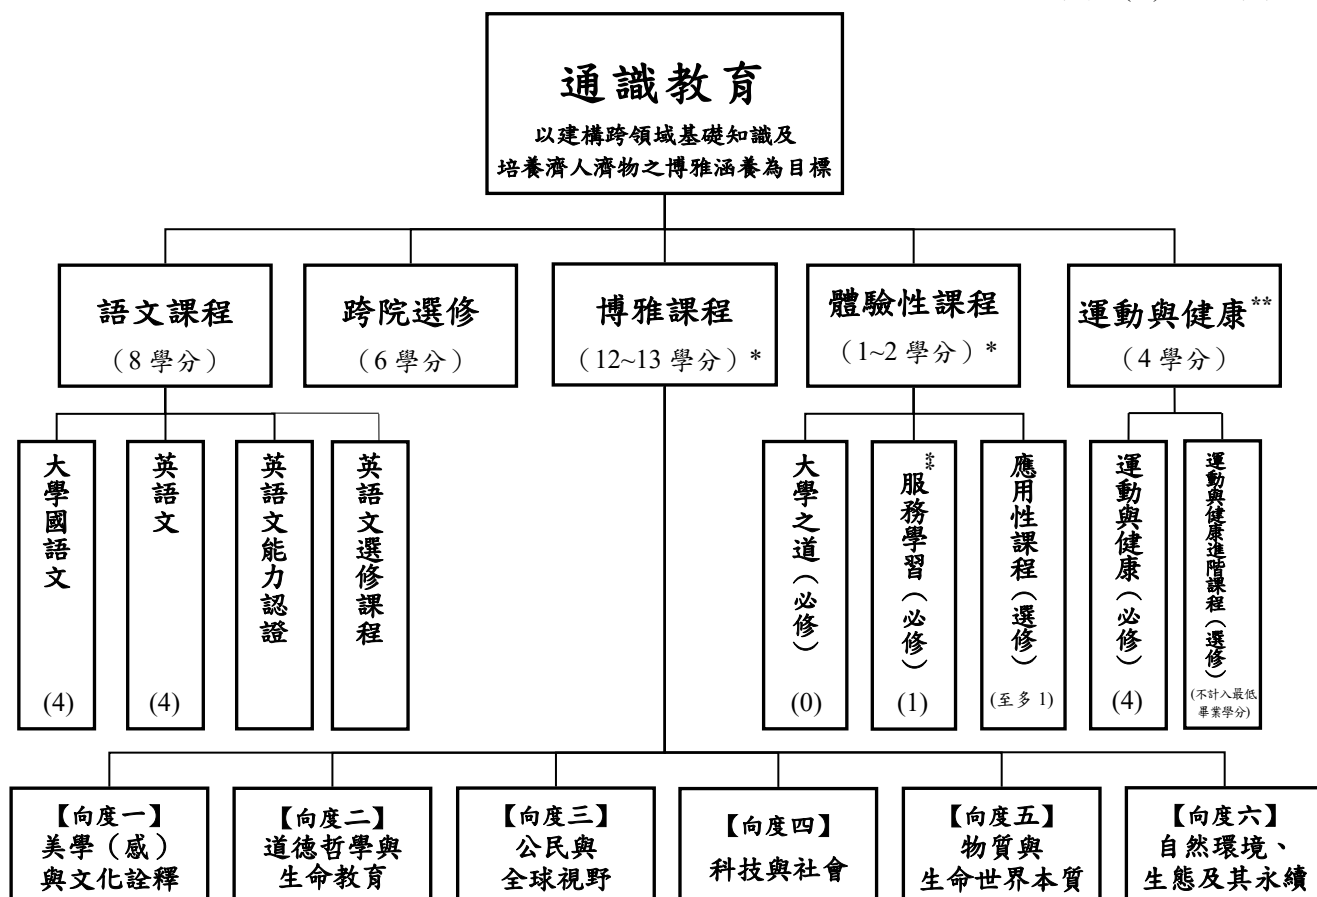 通識教育
以建構跨領域基礎知識及
培養濟人濟物之博雅涵養為目標
語文課程
（8 學分）
跨院選修
（6 學分）
博雅課程
（12~13 學分）*
體驗性課程
（1~2 學分）*
運動與健康**
（4 學分）
大學國語文
(4)
英語文
(4)
英語文能力認證
英語文選修課程
大學之道（必修）
(0)
**服務學習（必修）
(1)
應用性課程（選修）
(至多 1)
運動與健康（必修）
(4)
運動與健康進階課程（選修）
(不計入最低
畢業學分)
【向度一】
美學（感）
與文化詮釋
【向度二】
道德哲學與
生命教育
【向度三】
公民與
全球視野
【向度四】
科技與社會
【向度五】
物質與
生命世界本質
【向度六】
自然環境、
生態及其永續